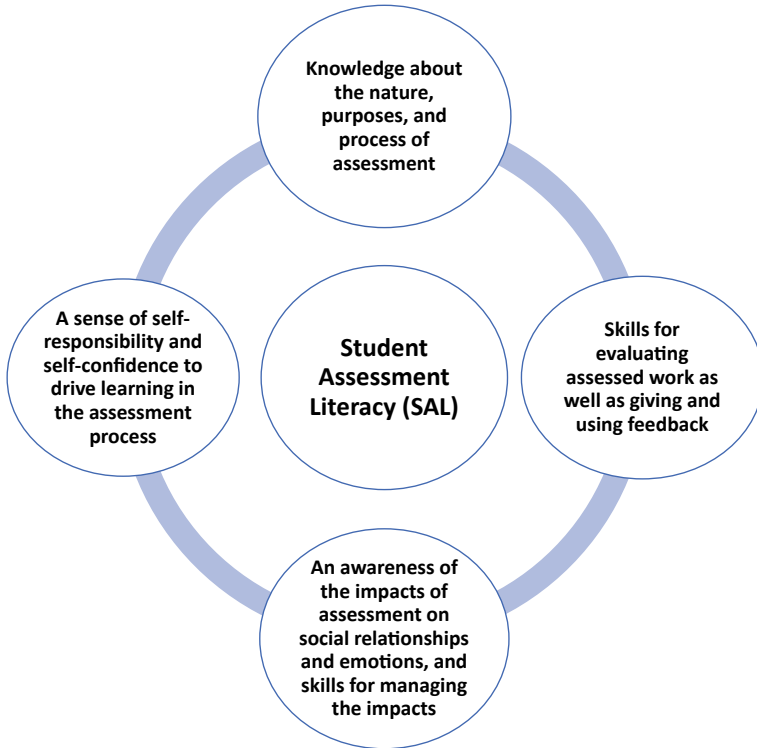 Knowledge about
the nature,
purposes, and
process of
assessment
A sense of self-
responsibility and
self-confidence to
drive learning in
the assessment
process
Student
Assessment
Literacy (SAL)
Skills for
evaluating
assessed work as
well as giving and
using feedback
An awareness of
the impacts of
assessment on
social relationships
and emotions, and
skills for managing
the impacts